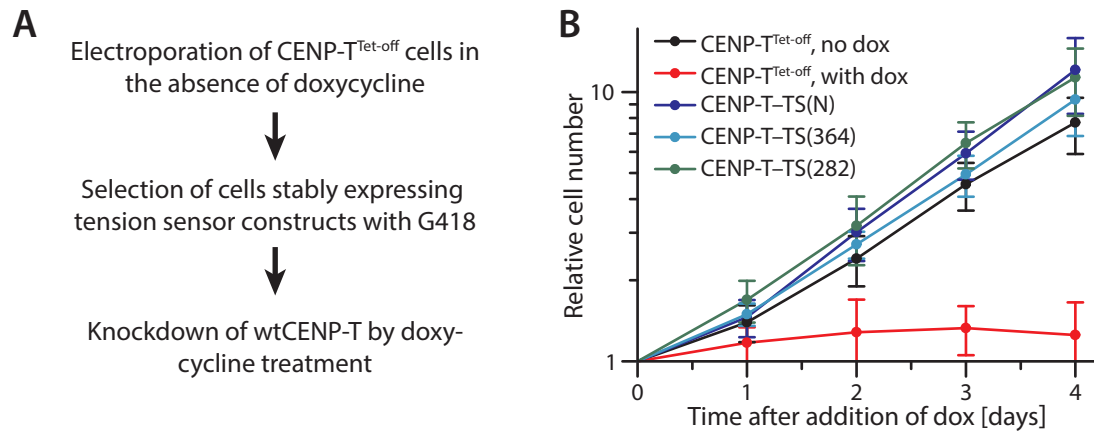 A
Electroporation of CENP-T^Tet-off cells in
the absence of doxycycline
Selection of cells stably expressing
tension sensor constructs with G418
Knockdown of wtCENP-T by doxy-
cycline treatment
B
CENP-T^Tet-off, no dox
CENP-T^Tet-off, with dox
CENP-T–TS(N)
CENP-T–TS(364)
CENP-T–TS(282)
Relative cell number
10
1
0 1 2 3 4
Time after addition of dox [days]